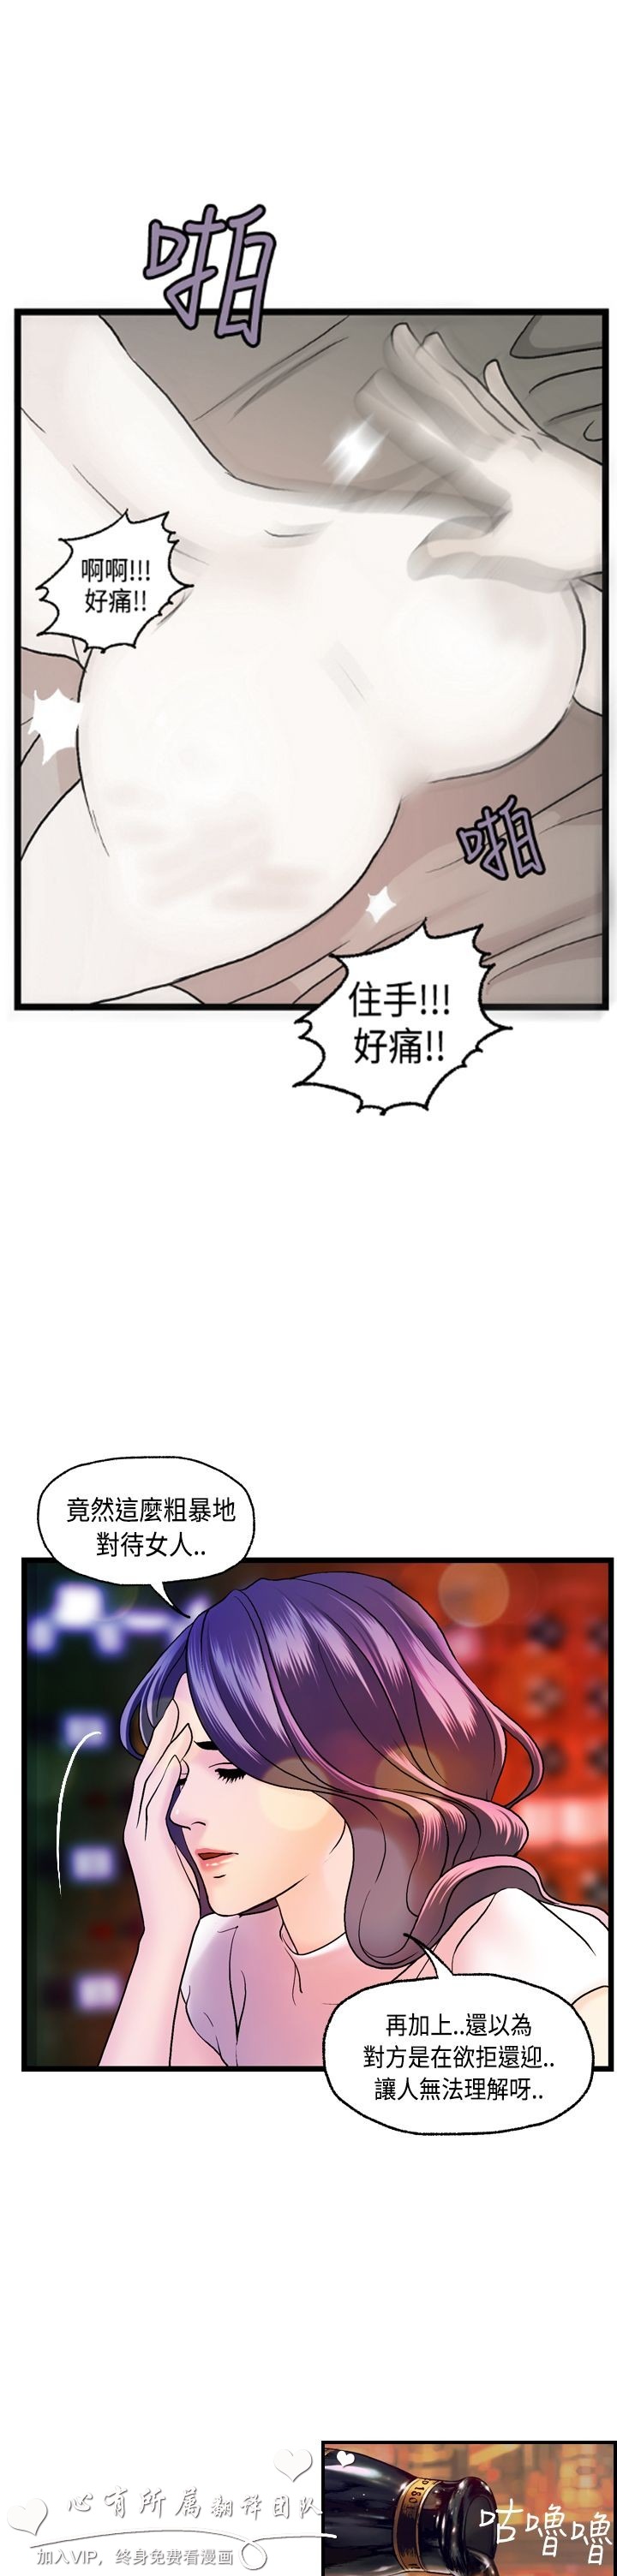 啪
啊啊!!!
好痛!!
啪
住手!!!
好痛!!
竟然這麼粗暴地
對待女人..
再加上..還以為
對方是在欲拒還迎..
讓人無法理解呀..
咕嚕嚕
心有所属翻译团队
加入VIP，终身免费看漫画